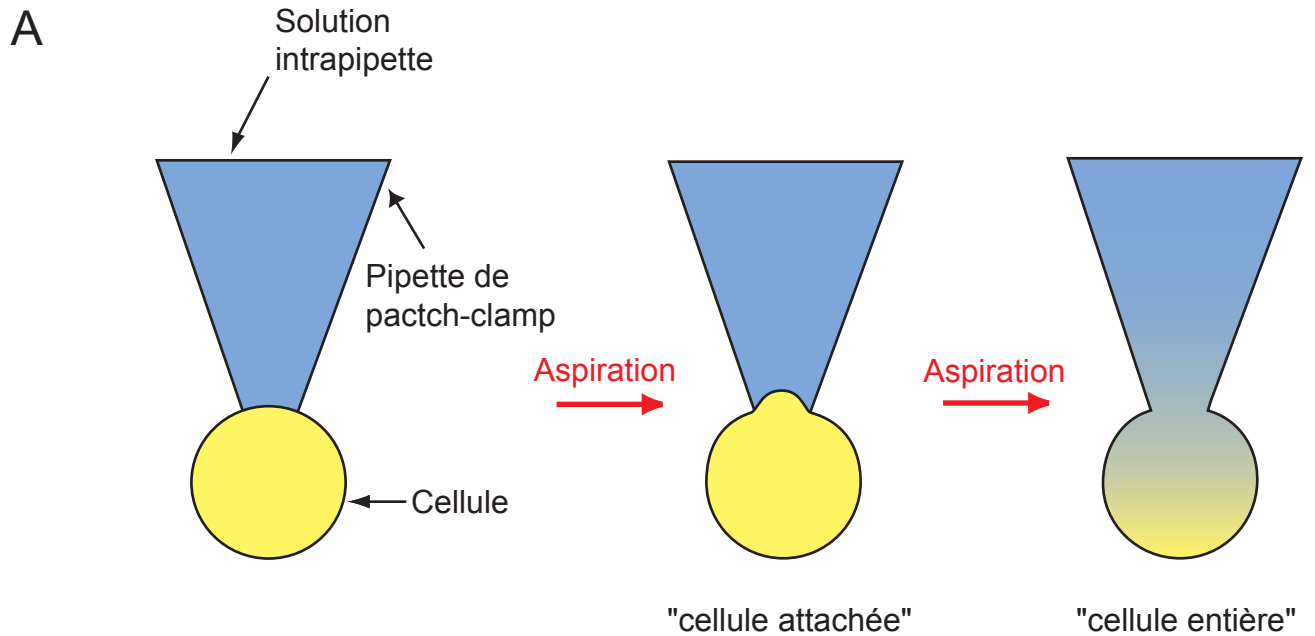 A
Solution
intrapipette
Pipette de
pactch-clamp
Aspiration
Aspiration
Cellule
"cellule attachée"
"cellule entière"